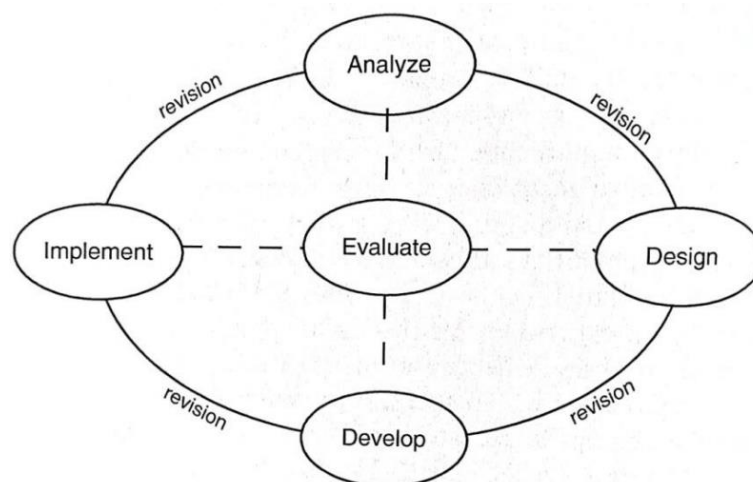 Analyze
revision
revision
Implement
Evaluate
Design
revision
revision
Develop